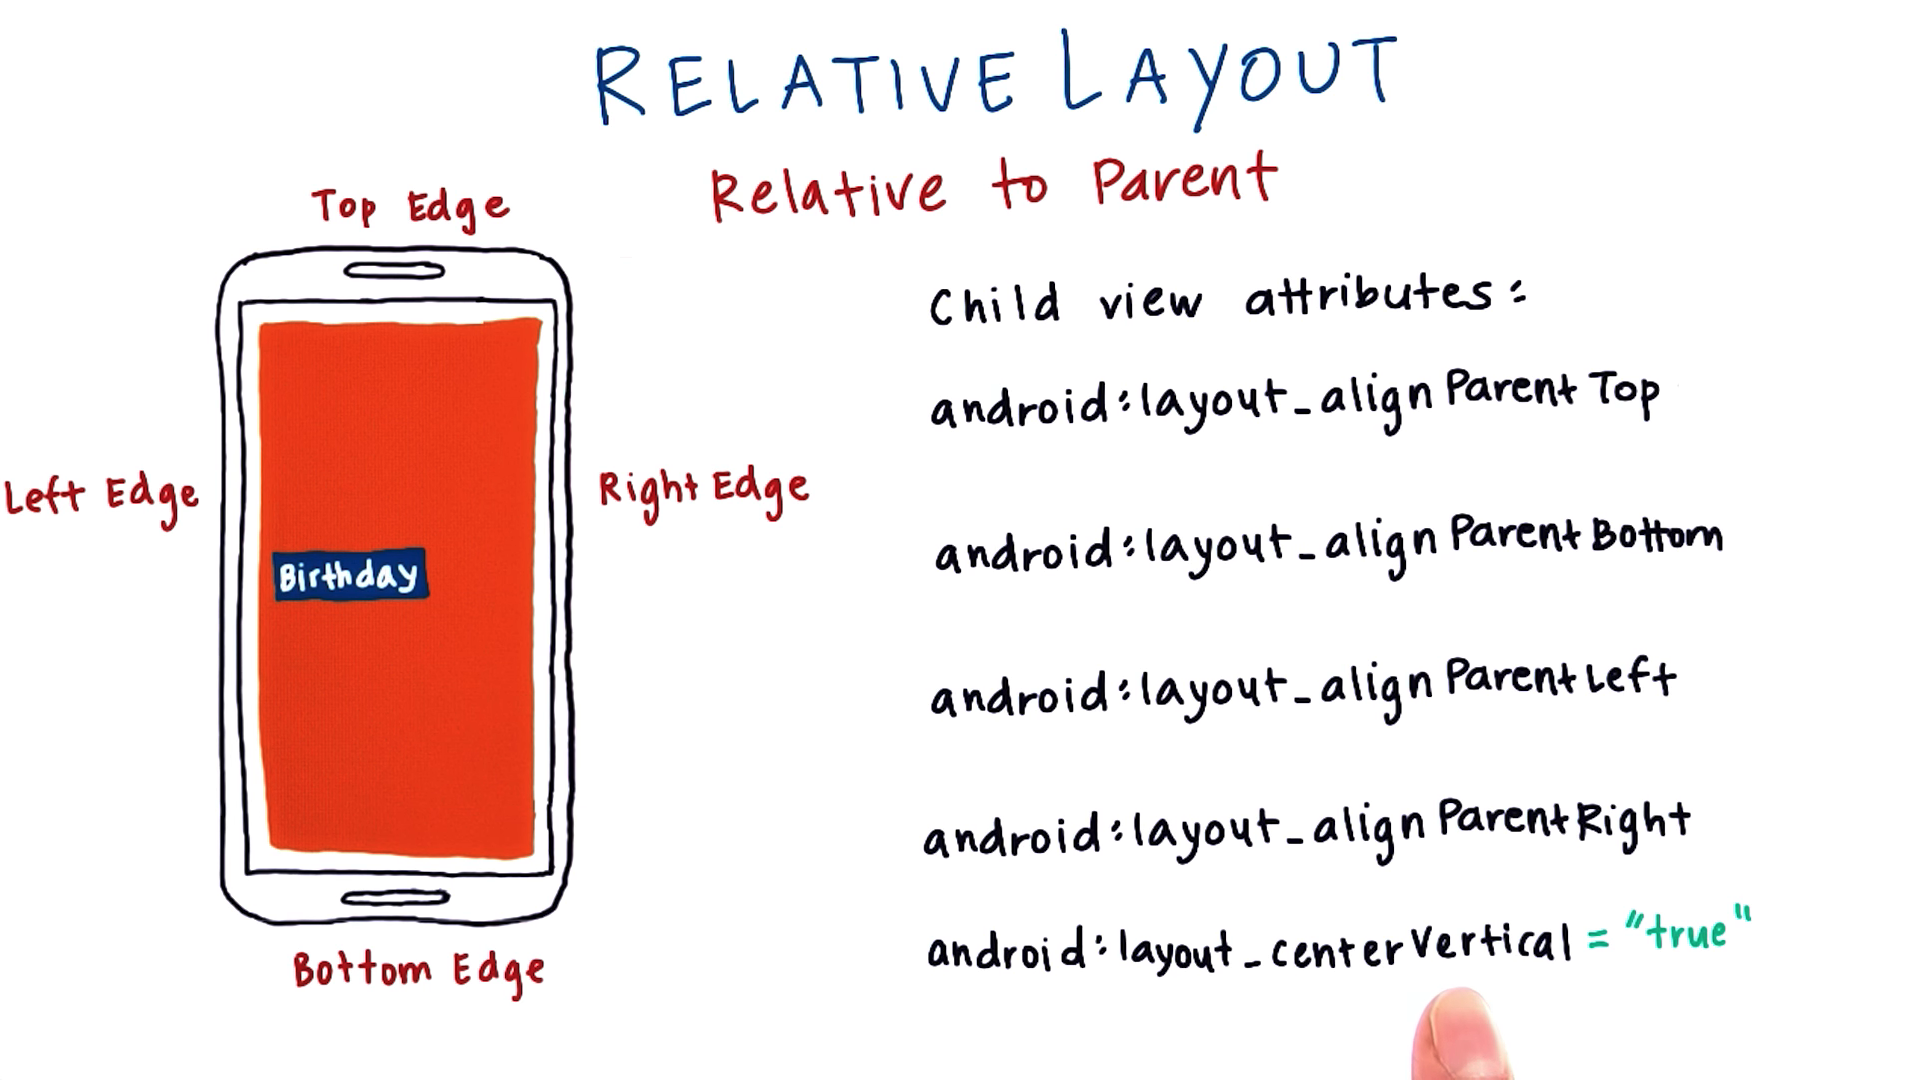 RELATIVE LAYOUT
Relative to Parent
Top Edge
Left Edge
Birthday
Right Edge
Bottom Edge
Child view attributes:
android:layout_alignParentTop
android:layout_alignParentBottom
android:layout_alignParentLeft
android:layout_alignParentRight
android:layout_centerVertical = "true"